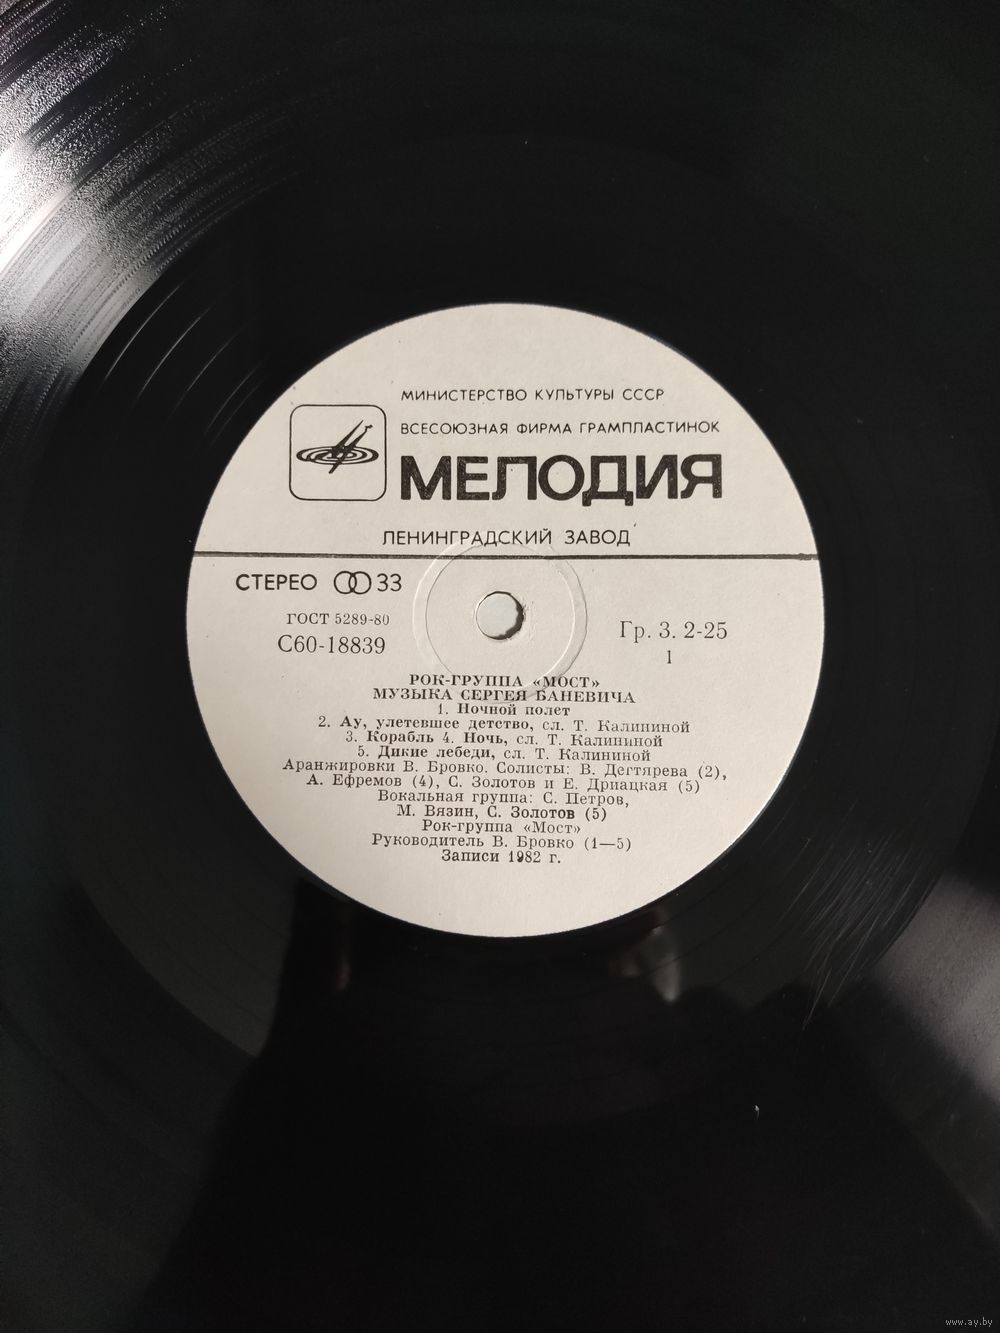 МИНИСТЕРСТВО КУЛЬТУРЫ СССР
ВСЕСОЮЗНАЯ ФИРМА ГРАМПЛАСТИНОК
МЕЛОДИЯ
ЛЕНИНГРАДСКИЙ ЗАВОД
СТЕРЕО 33
ГОСТ 5289-80
С60-18839
Гр. 3. 2-25
1
РОК-ГРУППА «МОСТ»
МУЗЫКА СЕРГЕЯ БАНЕВИЧА
1. Ночной полет
2. Ау, улетевшее детство, сл. Т. Калининой
3. Корабль 4. Ночь, сл. Т. Калининой
5. Дикие лебеди, сл. Т. Калининой
Аранжировки В. Бровко. Солисты: В. Дегтярева (2),
А. Ефремов (4), С. Золотов и Е. Дриацкая (5)
Вокальная группа: С. Петров,
М. Вязин, С. Золотов (5)
Рок-группа «Мост»
Руководитель В. Бровко (1—5)
Записи 1982 г.
www.ay.by